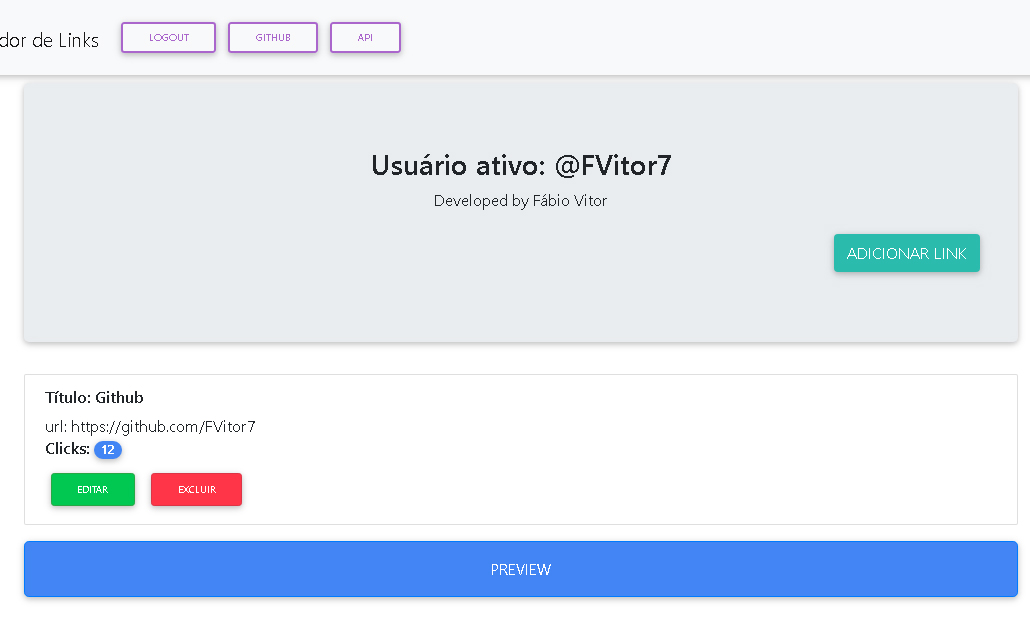 de Links
LOGOUT
GITHUB
API
Usuário ativo: @FVitor7
Developed by Fábio Vitor
ADICIONAR LINK
Título: Github
url: https://github.com/FVitor7
Clicks: 12
EDITAR
EXCLUIR
PREVIEW